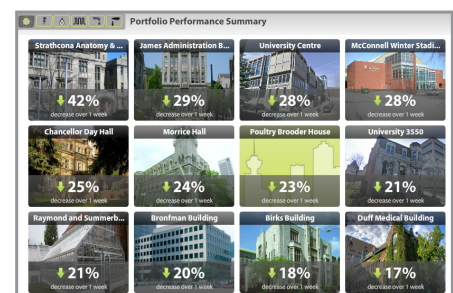 Portfolio Performance Summary
Strathcona Anatomy & ...
James Administration B...
University Centre
McConnell Winter Stadi...
42%
29%
28%
28%
decrease over 1 week
decrease over 1 week
decrease over 1 week
decrease over 1 week
Chancellor Day Hall
Morrice Hall
Poultry Brooder House
University 3550
25%
24%
23%
21%
decrease over 1 week
decrease over 1 week
decrease over 1 week
decrease over 1 week
Raymond and Summerb...
Bronfman Building
Birks Building
Duff Medical Building
21%
20%
18%
17%
decrease over 1 week
decrease over 1 week
decrease over 1 week
decrease over 1 week